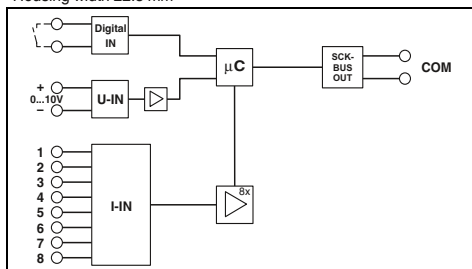 Housing width 22.5 mm
Digital
IN
+
0...10V
−
U-IN
µC
SCK-
BUS
OUT
COM
1
2
3
4
5
6
7
8
I-IN
8x